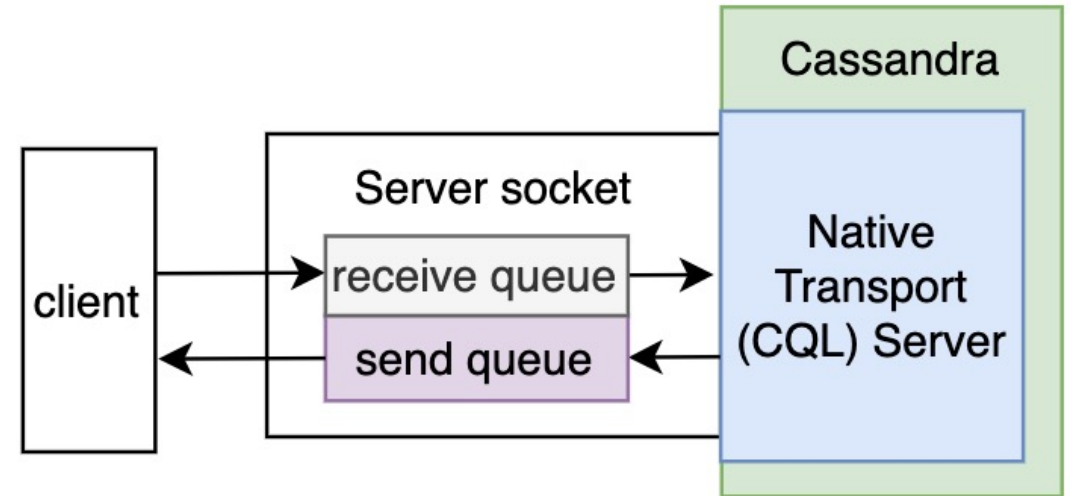 Cassandra
Server socket
client
receive queue
send queue
Native
Transport
(CQL) Server